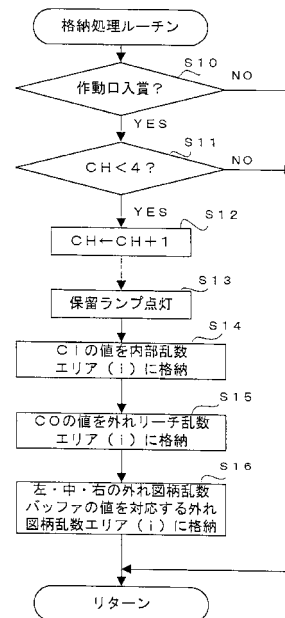 格納処理ルーチン
S10
作動口入賞？
NO
YES
S11
CH<4？
NO
YES
S12
CH←CH+1
S13
保留ランプ点灯
S14
CIの値を内部乱数
エリア（i）に格納
S15
COの値を外れリーチ乱数
エリア（i）に格納
S16
左・中・右の外れ図柄乱数
バッファの値を対応する外れ
図柄乱数エリア（i）に格納
リターン